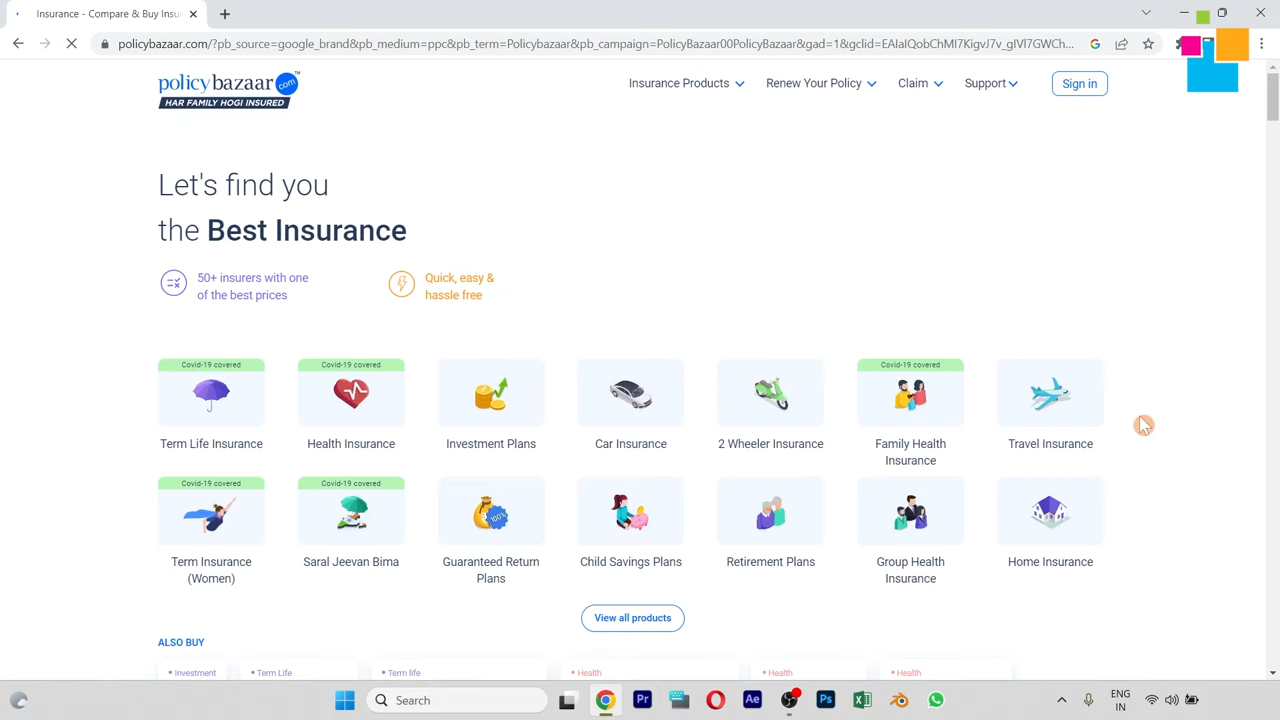 Insurance - Compare & Buy Insu
policybazaar.com/?pb_source=google_brand&pb_medium=ppc&pb_term=Policybazaar&pb_campaign=PolicyBazaar00PolicyBazaar&gad=1&gclid=EAIaIQobChMI7KigvJ7v_gIVl7GWCh...
policybazaar.com
HAR FAMILY HOGI INSURED
Insurance Products
Renew Your Policy
Claim
Support
Sign in
Let's find you
the Best Insurance
50+ insurers with one
of the best prices
Quick, easy &
hassle free
Covid-19 covered
Covid-19 covered
Covid-19 covered
Term Life Insurance
Health Insurance
Investment Plans
Car Insurance
2 Wheeler Insurance
Family Health
Insurance
Travel Insurance
Covid-19 covered
Covid-19 covered
100%
Term Insurance
(Women)
Saral Jeevan Bima
Guaranteed Return
Plans
Child Savings Plans
Retirement Plans
Group Health
Insurance
Home Insurance
View all products
ALSO BUY
Investment
Term Life
Term life
Health
Health
Health
Search
Pr
Ae
Ps
ENG
IN